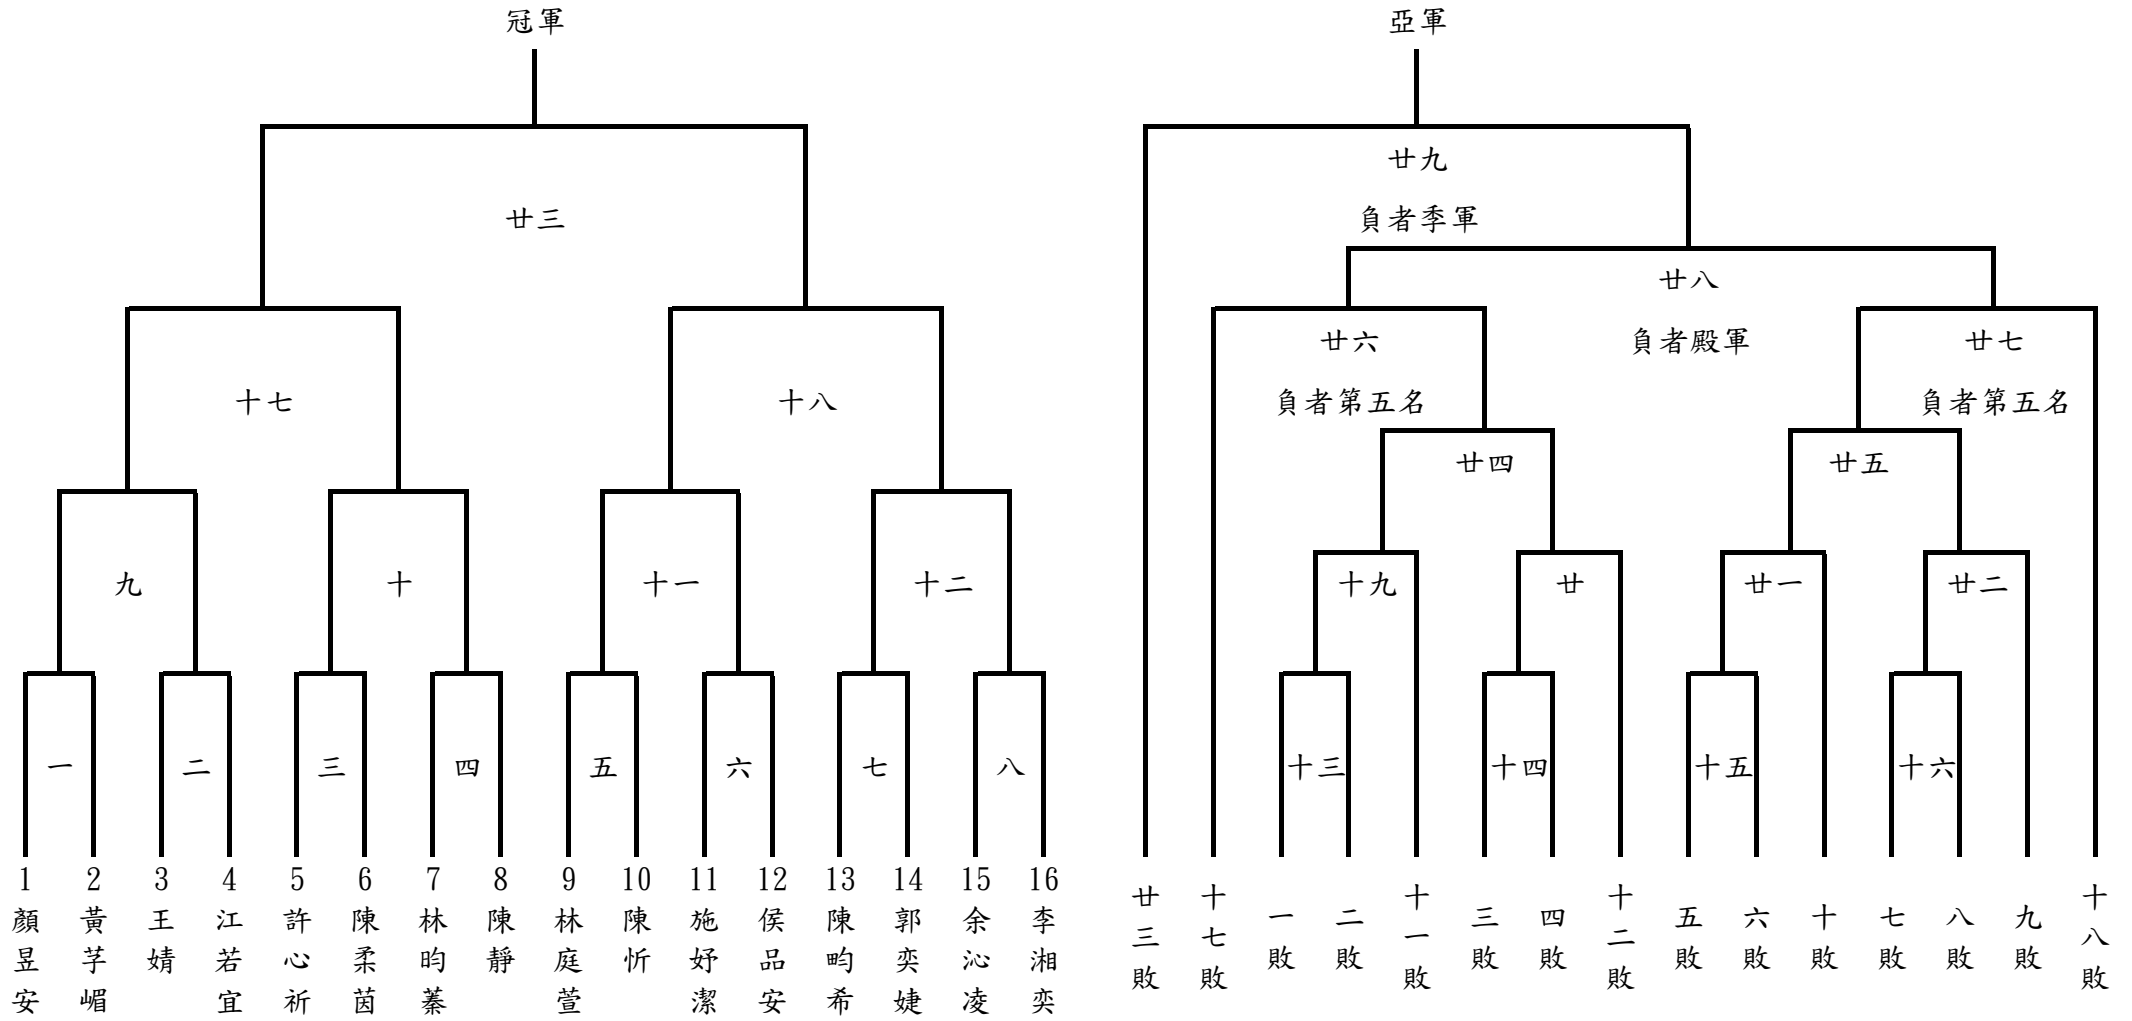 冠軍
亞軍
廿九
負者季軍
廿三
廿八
廿六
負者殿軍
廿七
十七
十八
負者第五名
負者第五名
廿四
廿五
九
十
十一
十二
十九
廿
廿一
廿二
一
二
三
四
五
六
七
八
十三
十四
十五
十六
1 顏昱安
2 黃芓嵋
3 王婧
4 江若宜
5 許心祈
6 陳柔茵
7 林昀蓁
8 陳靜
9 林庭萱
10 陳忻
11 施妤潔
12 侯品安
13 陳畇希
14 郭奕婕
15 余沁凌
16 李湘奕
廿三敗
十七敗
一敗
二敗
十一敗
三敗
四敗
十二敗
五敗
六敗
十敗
七敗
八敗
九敗
十八敗